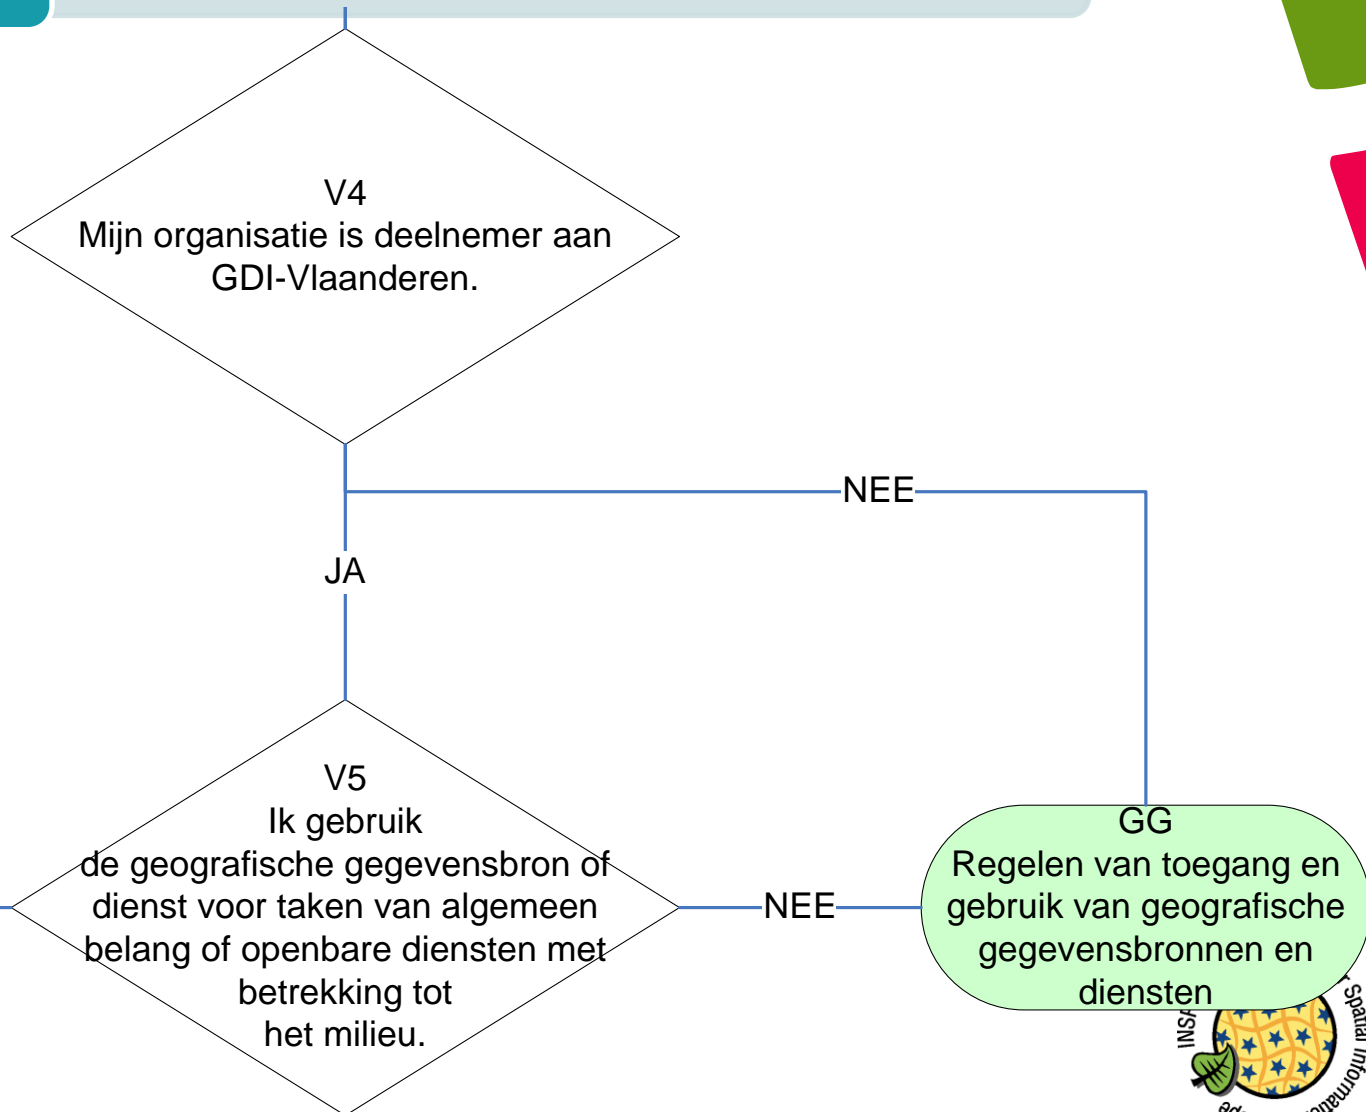 V4
Mijn organisatie is deelnemer aan
GDI-Vlaanderen.
NEE
JA
V5
Ik gebruik
de geografische gegevensbron of
dienst voor taken van algemeen
belang of openbare diensten met
betrekking tot
het milieu.
NEE
GG
Regelen van toegang en
gebruik van geografische
gegevensbronnen en
diensten
Spatial